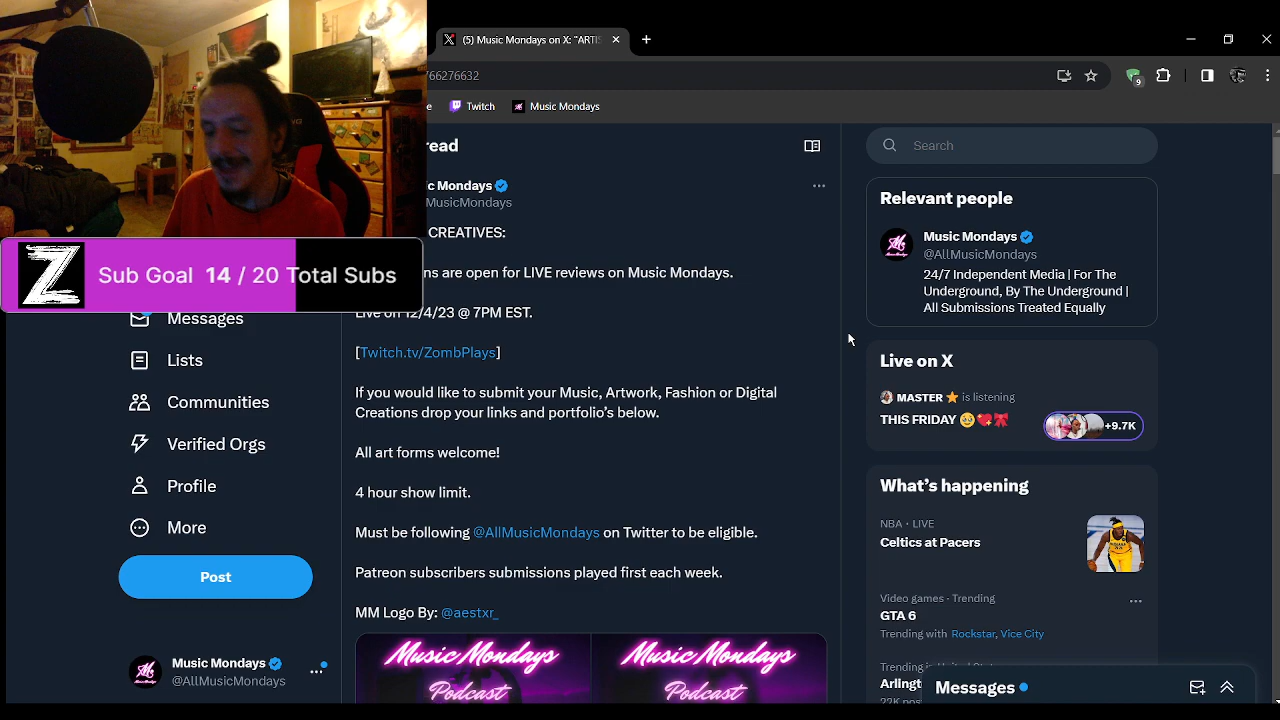 (5) Music Mondays on X: "ARTIS
766276632
Twitch
Music Mondays
read
Search
c Mondays
MusicMondays
CREATIVES:
ns are open for LIVE reviews on Music Mondays.
Live on 12/4/23 @ 7PM EST.
[Twitch.tv/ZombPlays]
If you would like to submit your Music, Artwork, Fashion or Digital
Creations drop your links and portfolio's below.
All art forms welcome!
4 hour show limit.
Must be following @AllMusicMondays on Twitter to be eligible.
Patreon subscribers submissions played first each week.
MM Logo By: @aestxr_
Music Mondays
Podcast
Music Mondays
Podcast
Z
Sub Goal 14 / 20 Total Subs
Messages
Lists
Communities
Verified Orgs
Profile
More
Post
Music Mondays
@AllMusicMondays
Relevant people
Music Mondays
@AllMusicMondays
24/7 Independent Media | For The
Underground, By The Underground |
All Submissions Treated Equally
Live on X
MASTER is listening
THIS FRIDAY
+9.7K
What's happening
NBA · LIVE
Celtics at Pacers
Video games · Trending
GTA 6
Trending with Rockstar, Vice City
Arlingt
22K pos
Messages
9